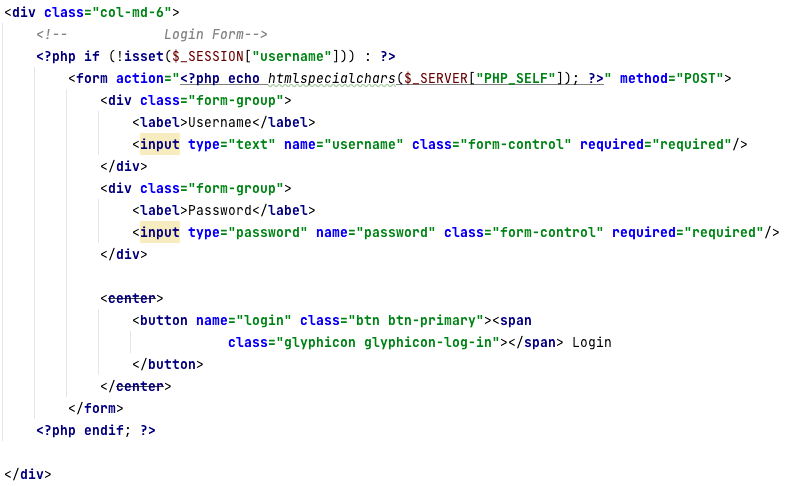 <div class="col-md-6">
<!--            Login Form-->
<?php if (!isset($_SESSION["username"])) : ?>
<form action="<?php echo htmlspecialchars($_SERVER["PHP_SELF"]); ?>" method="POST">
<div class="form-group">
<label>Username</label>
<input type="text" name="username" class="form-control" required="required"/>
</div>
<div class="form-group">
<label>Password</label>
<input type="password" name="password" class="form-control" required="required"/>
</div>
<center>
<button name="login" class="btn btn-primary"><span
class="glyphicon glyphicon-log-in"></span> Login
</button>
</center>
</form>
<?php endif; ?>
</div>